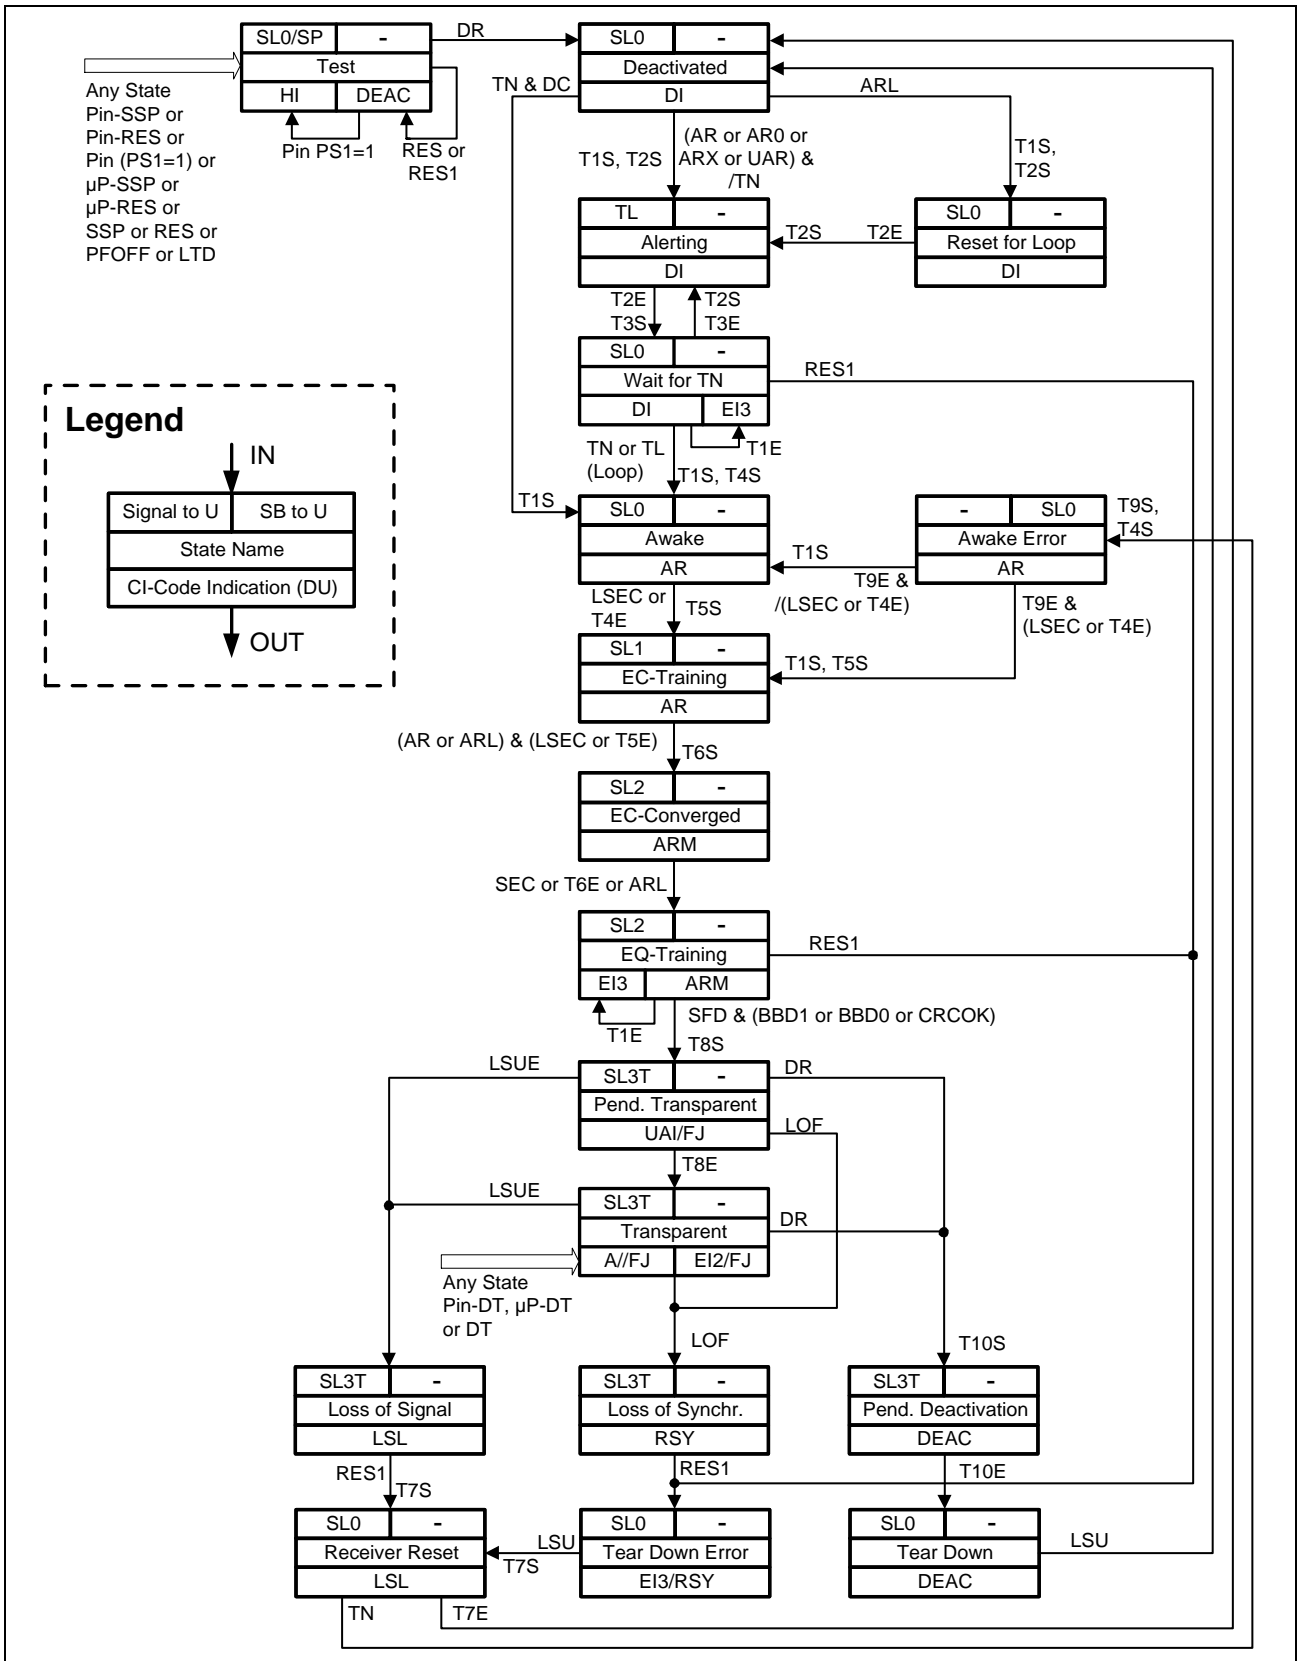 SL0/SP -
Test
HI DEAC
DR
Any State
Pin-SSP or
Pin-RES or
Pin (PS1=1) or
µP-SSP or
µP-RES or
SSP or RES or
PFOFF or LTD
Pin PS1=1
RES or
RES1
SL0 -
Deactivated
DI
TN & DC
ARL
T1S, T2S
(AR or AR0 or
ARX or UAR) &
/TN
T1S,
T2S
TL -
Alerting
DI
T2S T2E
SL0 -
Reset for Loop
DI
T2E
T3S
T2S
T3E
SL0 -
Wait for TN
DI EI3
RES1
T1E
TN or TL
(Loop)
T1S, T4S
Legend
IN
Signal to U SB to U
State Name
CI-Code Indication (DU)
OUT
T1S
SL0 -
Awake
AR
T1S
- SL0
Awake Error
AR
T9S,
T4S
T9E &
/(LSEC or T4E)
T9E &
(LSEC or T4E)
LSEC or
T4E
T5S
SL1 -
EC-Training
AR
T1S, T5S
(AR or ARL) & (LSEC or T5E)
T6S
SL2 -
EC-Converged
ARM
SEC or T6E or ARL
SL2 -
EQ-Training
EI3 ARM
RES1
T1E
SFD & (BBD1 or BBD0 or CRCOK)
T8S
LSUE
SL3T -
Pend. Transparent
UAI/FJ
DR
LOF
T8E
LSUE
SL3T -
Transparent
A//FJ EI2/FJ
DR
Any State
Pin-DT, µP-DT
or DT
LOF
T10S
SL3T -
Loss of Signal
LSL
SL3T -
Loss of Synchr.
RSY
SL3T -
Pend. Deactivation
DEAC
RES1
T7S
RES1
T10E
SL0 -
Receiver Reset
LSL
LSU
T7S
SL0 -
Tear Down Error
EI3/RSY
SL0 -
Tear Down
DEAC
LSU
TN
T7E